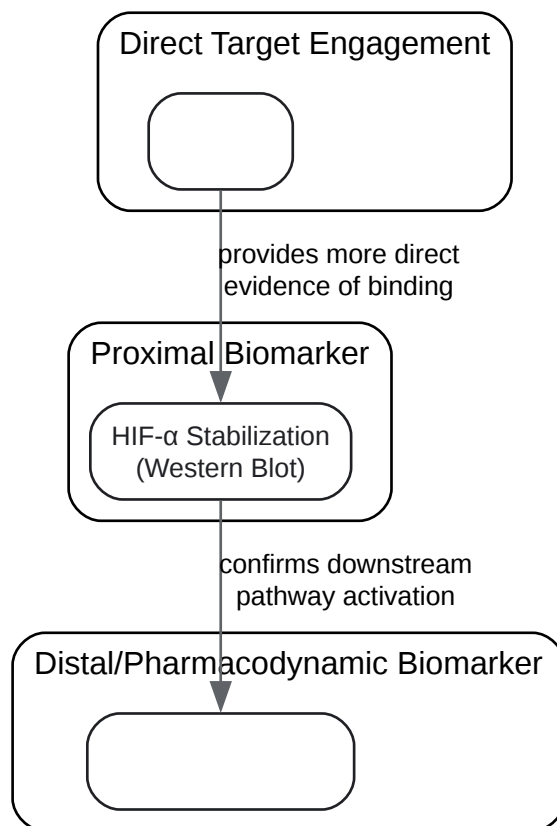 Direct Target Engagement
provides more direct
evidence of binding
Proximal Biomarker
HIF-α Stabilization
(Western Blot)
confirms downstream
pathway activation
Distal/Pharmacodynamic Biomarker